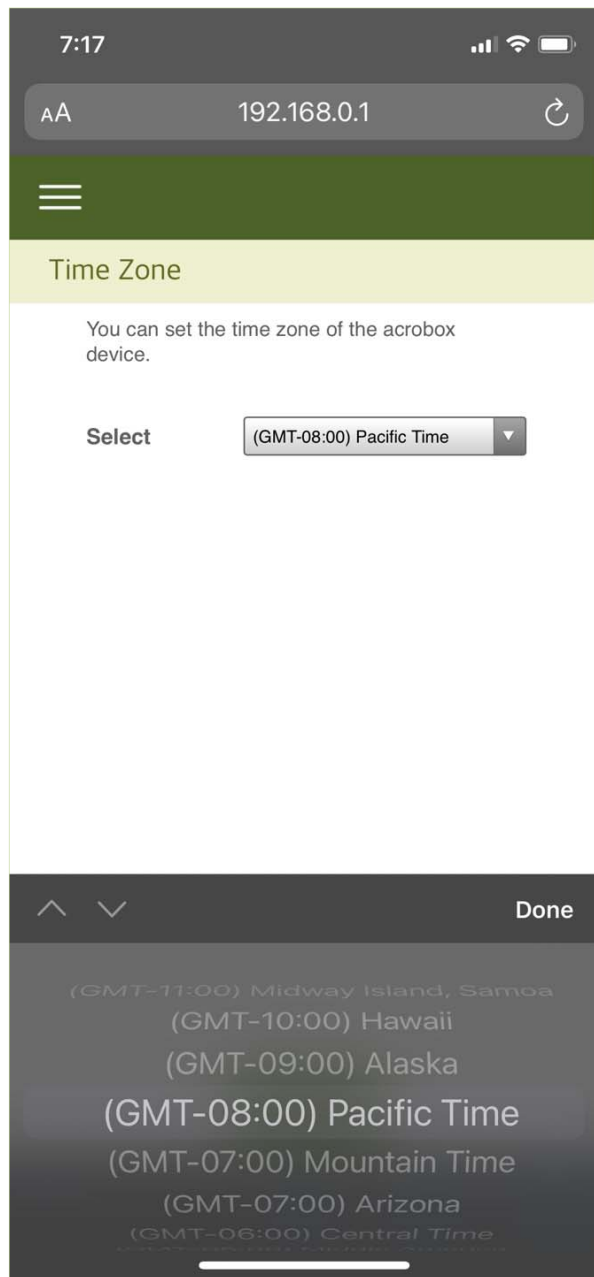 7:17
AA 192.168.0.1
Time Zone
You can set the time zone of the acrobox
device.
Select (GMT-08:00) Pacific Time
Done
(GMT-11:00) Midway Island, Samoa
(GMT-10:00) Hawaii
(GMT-09:00) Alaska
(GMT-08:00) Pacific Time
(GMT-07:00) Mountain Time
(GMT-07:00) Arizona
(GMT-06:00) Central Time